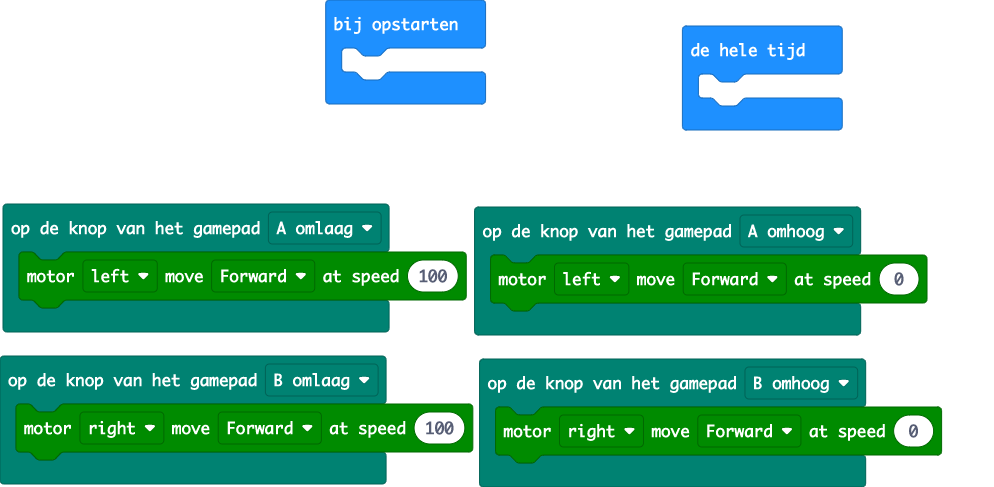 bij opstarten
de hele tijd
op de knop van het gamepad A omlaag
motor left move Forward at speed 100
op de knop van het gamepad A omhoog
motor left move Forward at speed 0
op de knop van het gamepad B omlaag
motor right move Forward at speed 100
op de knop van het gamepad B omhoog
motor right move Forward at speed 0